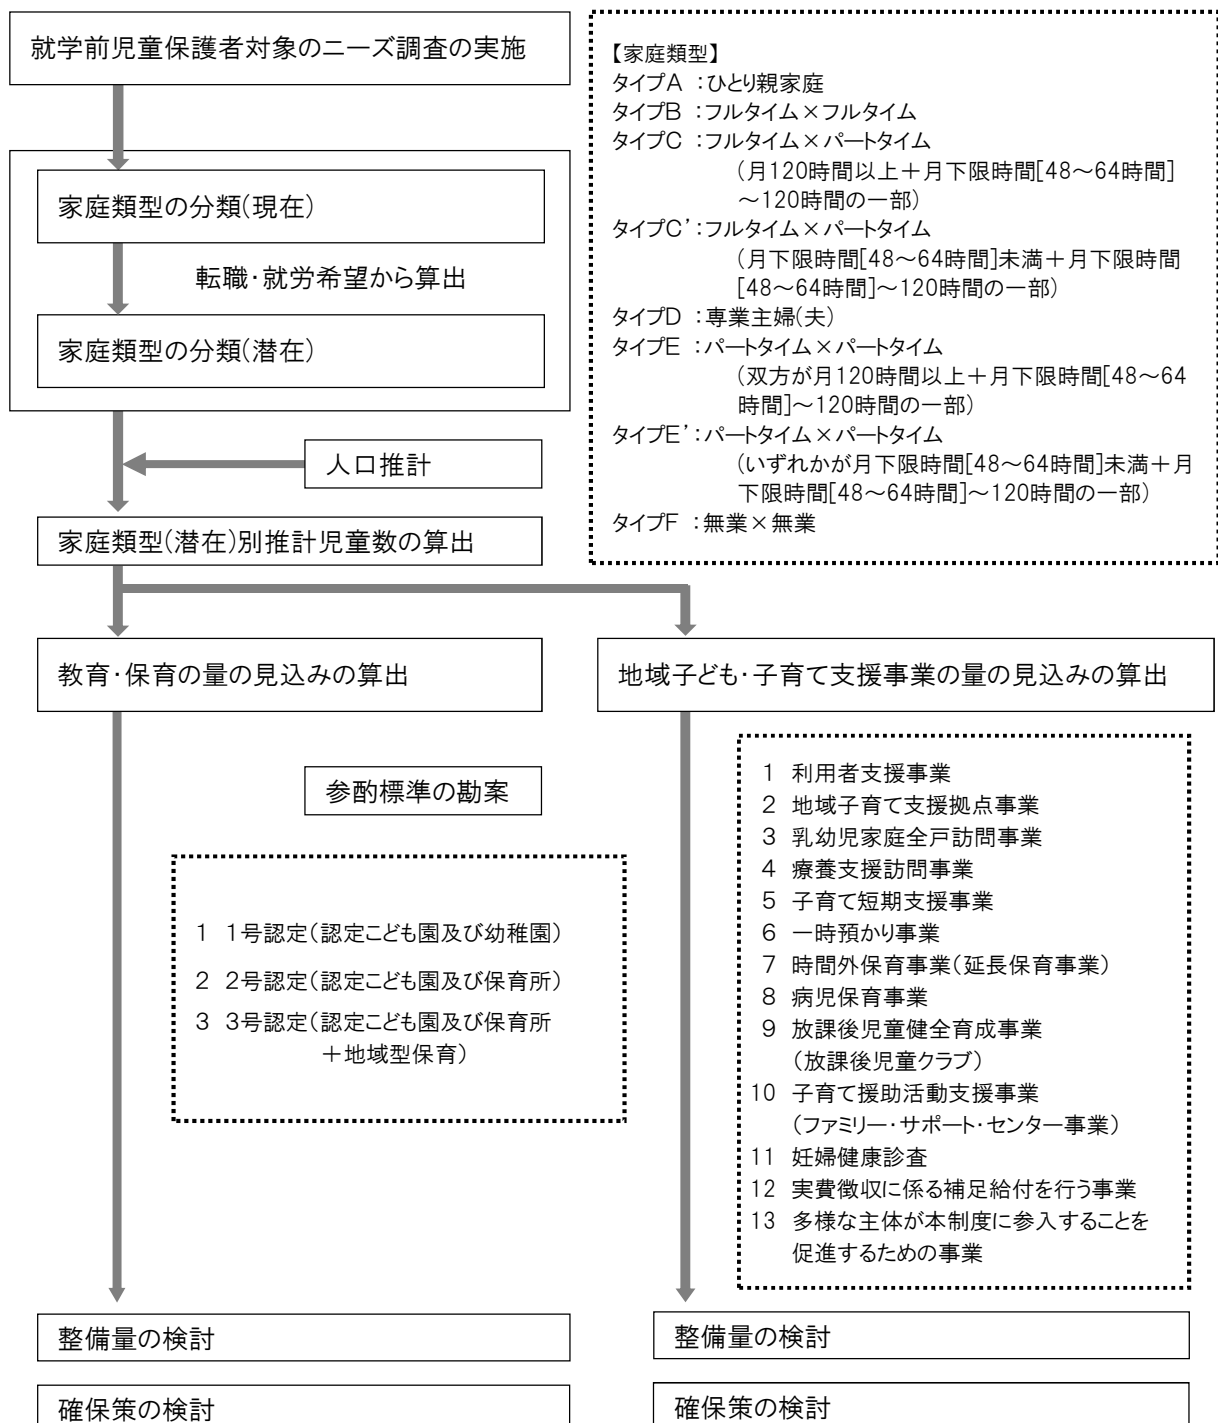 就学前児童保護者対象のニーズ調査の実施
家庭類型の分類(現在)
転職・就労希望から算出
家庭類型の分類(潜在)
人口推計
家庭類型(潜在)別推計児童数の算出
【家庭類型】
タイプA ：ひとり親家庭
タイプB ：フルタイム×フルタイム
タイプC ：フルタイム×パートタイム
（月120時間以上＋月下限時間[48～64時間]
～120時間の一部）
タイプC’：フルタイム×パートタイム
（月下限時間[48～64時間]未満＋月下限時間
[48～64時間]～120時間の一部）
タイプD ：専業主婦(夫)
タイプE ：パートタイム×パートタイム
（双方が月120時間以上＋月下限時間[48～64
時間]～120時間の一部）
タイプE’：パートタイム×パートタイム
（いずれかが月下限時間[48～64時間]未満＋月
下限時間[48～64時間]～120時間の一部）
タイプF ：無業×無業
教育・保育の量の見込みの算出
参酌標準の勘案
1 1号認定（認定こども園及び幼稚園）
2 2号認定（認定こども園及び保育所）
3 3号認定（認定こども園及び保育所
＋地域型保育）
整備量の検討
確保策の検討
地域子ども・子育て支援事業の量の見込みの算出
1 利用者支援事業
2 地域子育て支援拠点事業
3 乳幼児家庭全戸訪問事業
4 療養支援訪問事業
5 子育て短期支援事業
6 一時預かり事業
7 時間外保育事業（延長保育事業）
8 病児保育事業
9 放課後児童健全育成事業
（放課後児童クラブ）
10 子育て援助活動支援事業
（ファミリー・サポート・センター事業）
11 妊婦健康診査
12 実費徴収に係る補足給付を行う事業
13 多様な主体が本制度に参入することを
促進するための事業
整備量の検討
確保策の検討